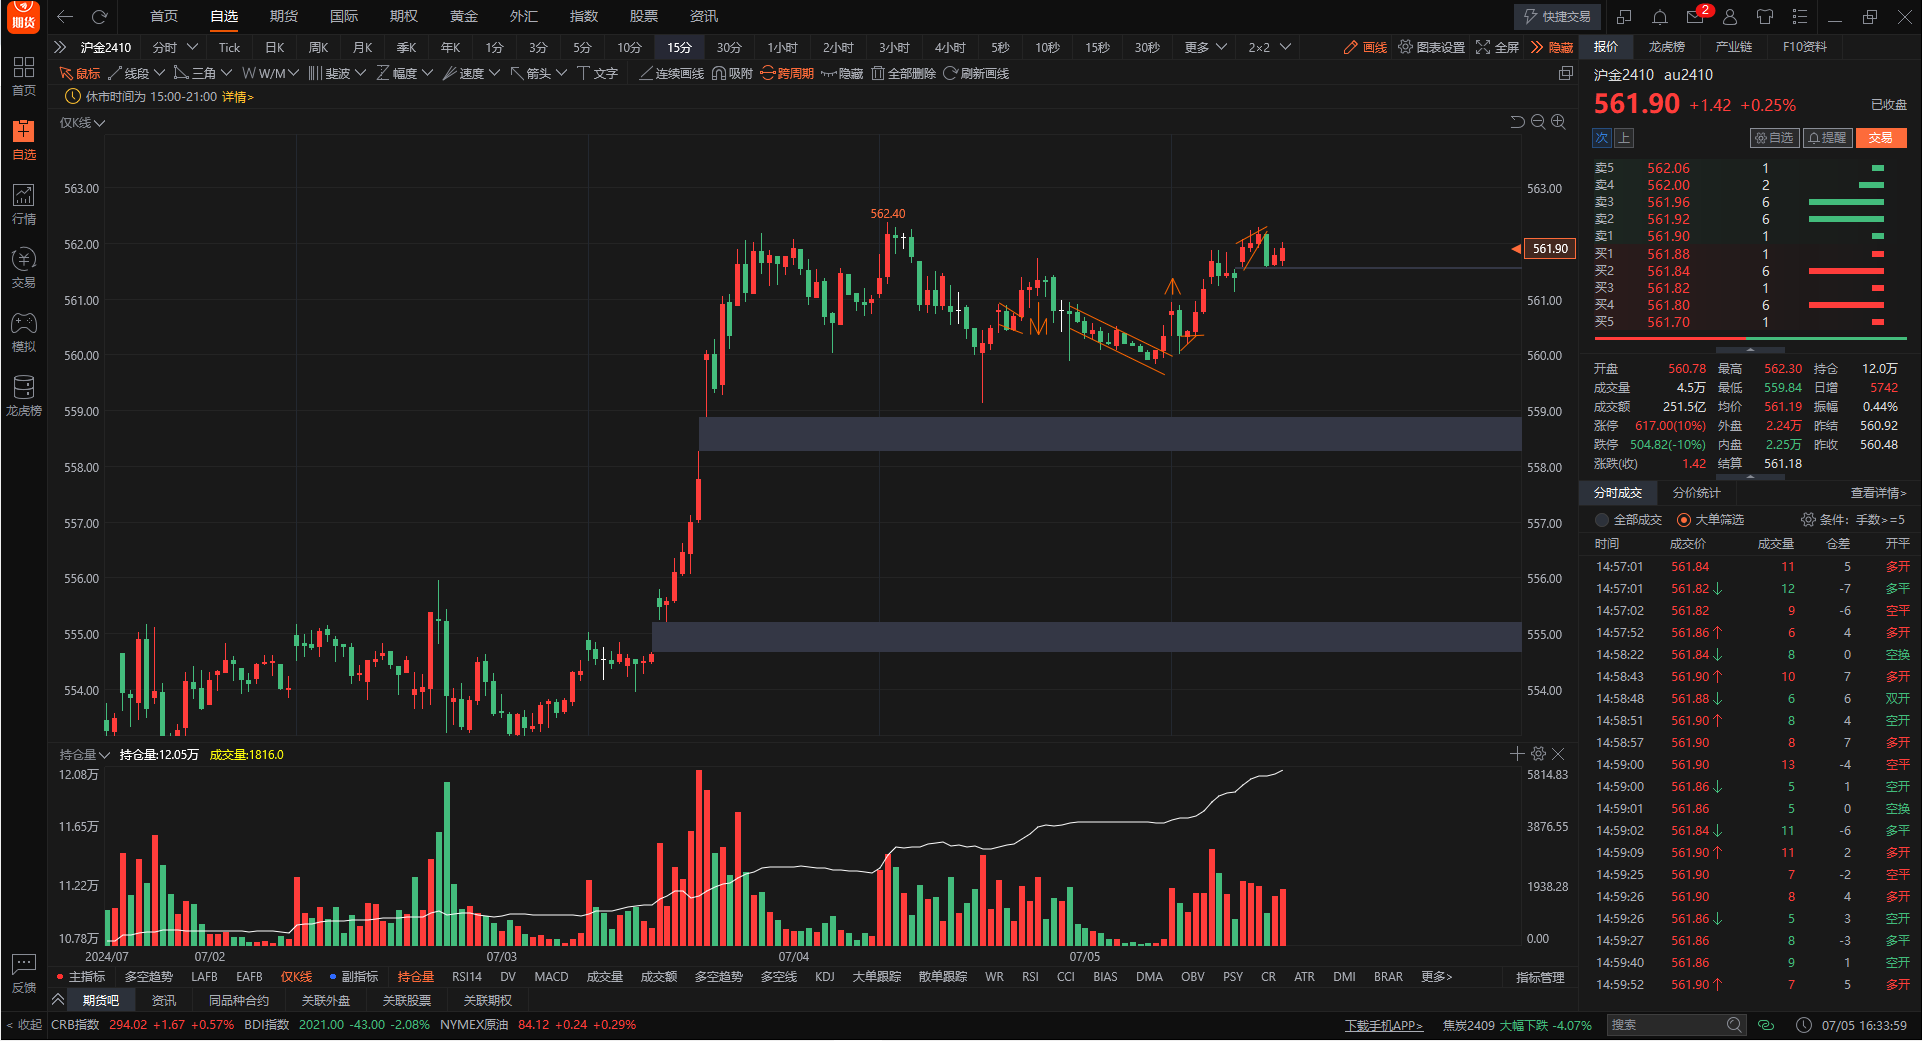 期货
首页 自选 期货 国际 期权 黄金 外汇 指数 股票 资讯
快捷交易 2
沪金2410 分时 Tick 日K 周K 月K 季K 年K 1分 3分 5分 10分 15分 30分 1小时 2小时 3小时 4小时 5秒 10秒 15秒 30秒 更多 2×2 画线 图表设置 全屏 隐藏
鼠标 线段 三角 W/M 斐波 幅度 速度 箭头 文字 连续画线 吸附 跨周期 隐藏 全部删除 刷新画线
休市时间为 15:00-21:00 详情>
仅K线
首页
自选
行情
交易
模拟
龙虎榜
反馈
< 收起
563.00 563.00
562.40
562.00
561.90
561.00 561.00
560.00 560.00
559.00 559.00
558.00 558.00
557.00 557.00
556.00 556.00
555.00 555.00
554.00 554.00
持仓量 持仓量:12.05万 成交量:1816.0
12.08万 5814.83
11.65万 3876.55
11.22万 1938.28
10.78万 0.00
2024/07 07/02 07/03 07/04 07/05
主指标 多空趋势 LAFB EAFB 仅K线 副指标 持仓量 RSI14 DV MACD 成交量 成交额 多空趋势 多空线 KDJ 大单跟踪 散单跟踪 WR RSI CCI BIAS DMA OBV PSY CR ATR DMI BRAR 更多> 指标管理
期货吧 资讯 同品种合约 关联外盘 关联股票 关联期权
CRB指数 294.02 +1.67 +0.57% BDI指数 2021.00 -43.00 -2.08% NYMEX原油 84.12 +0.24 +0.29%
下载手机APP> 焦炭2409 大幅下跌 -4.07% 搜索 07/05 16:33:59
报价 龙虎榜 产业链 F10资料
沪金2410 au2410
561.90 +1.42 +0.25% 已收盘
次 上 自选 提醒 交易
卖5 562.06 1
卖4 562.00 2
卖3 561.96 6
卖2 561.92 6
卖1 561.90 1
买1 561.88 1
买2 561.84 6
买3 561.82 1
买4 561.80 6
买5 561.70 1
开盘 560.78 最高 562.30 持仓 12.0万
成交量 4.5万 最低 559.84 日增 5742
成交额 251.5亿 均价 561.19 振幅 0.44%
涨停 617.00(10%) 外盘 2.24万 昨结 560.92
跌停 504.82(-10%) 内盘 2.25万 昨收 560.48
涨跌(收) 1.42 结算 561.18
分时成交 分价统计 查看详情>
全部成交 大单筛选 条件：手数>=5
时间 成交价 成交量 仓差 开平
14:57:01 561.84 11 5 多开
14:57:01 561.82↓ 12 -7 多平
14:57:02 561.82 9 -6 空平
14:57:52 561.86↑ 6 4 多开
14:58:22 561.84↓ 8 0 空换
14:58:43 561.90↑ 10 7 多开
14:58:48 561.88↓ 6 6 双开
14:58:51 561.90↑ 8 4 空开
14:58:57 561.90 8 7 多开
14:59:00 561.90 13 -4 空平
14:59:00 561.86↓ 5 1 空开
14:59:01 561.86 5 0 空换
14:59:02 561.84↓ 11 -6 多平
14:59:09 561.90↑ 11 2 多开
14:59:25 561.90 7 -2 空平
14:59:26 561.90 8 4 多开
14:59:26 561.86↓ 5 3 空开
14:59:27 561.86 8 -3 多平
14:59:40 561.86 9 1 空开
14:59:52 561.90↑ 7 5 多开